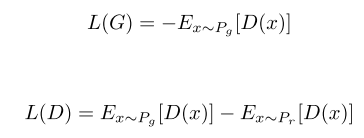 L(G) = −E_{x∼P_g}[D(x)]
L(D) = E_{x∼P_g}[D(x)] − E_{x∼P_r}[D(x)]